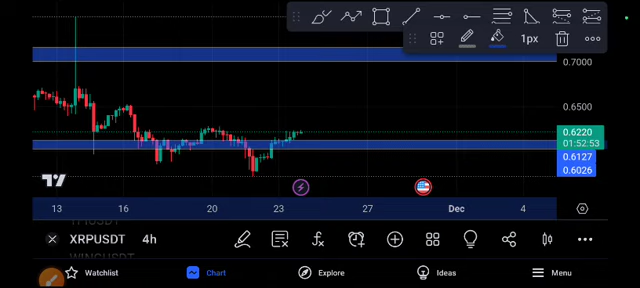 1px
0.7000
0.6500
0.6220
01:52:53
0.6127
0.6026
13 16 20 23 27 Dec 4
XRPUSDT 4h
Watchlist Chart Explore Ideas Menu